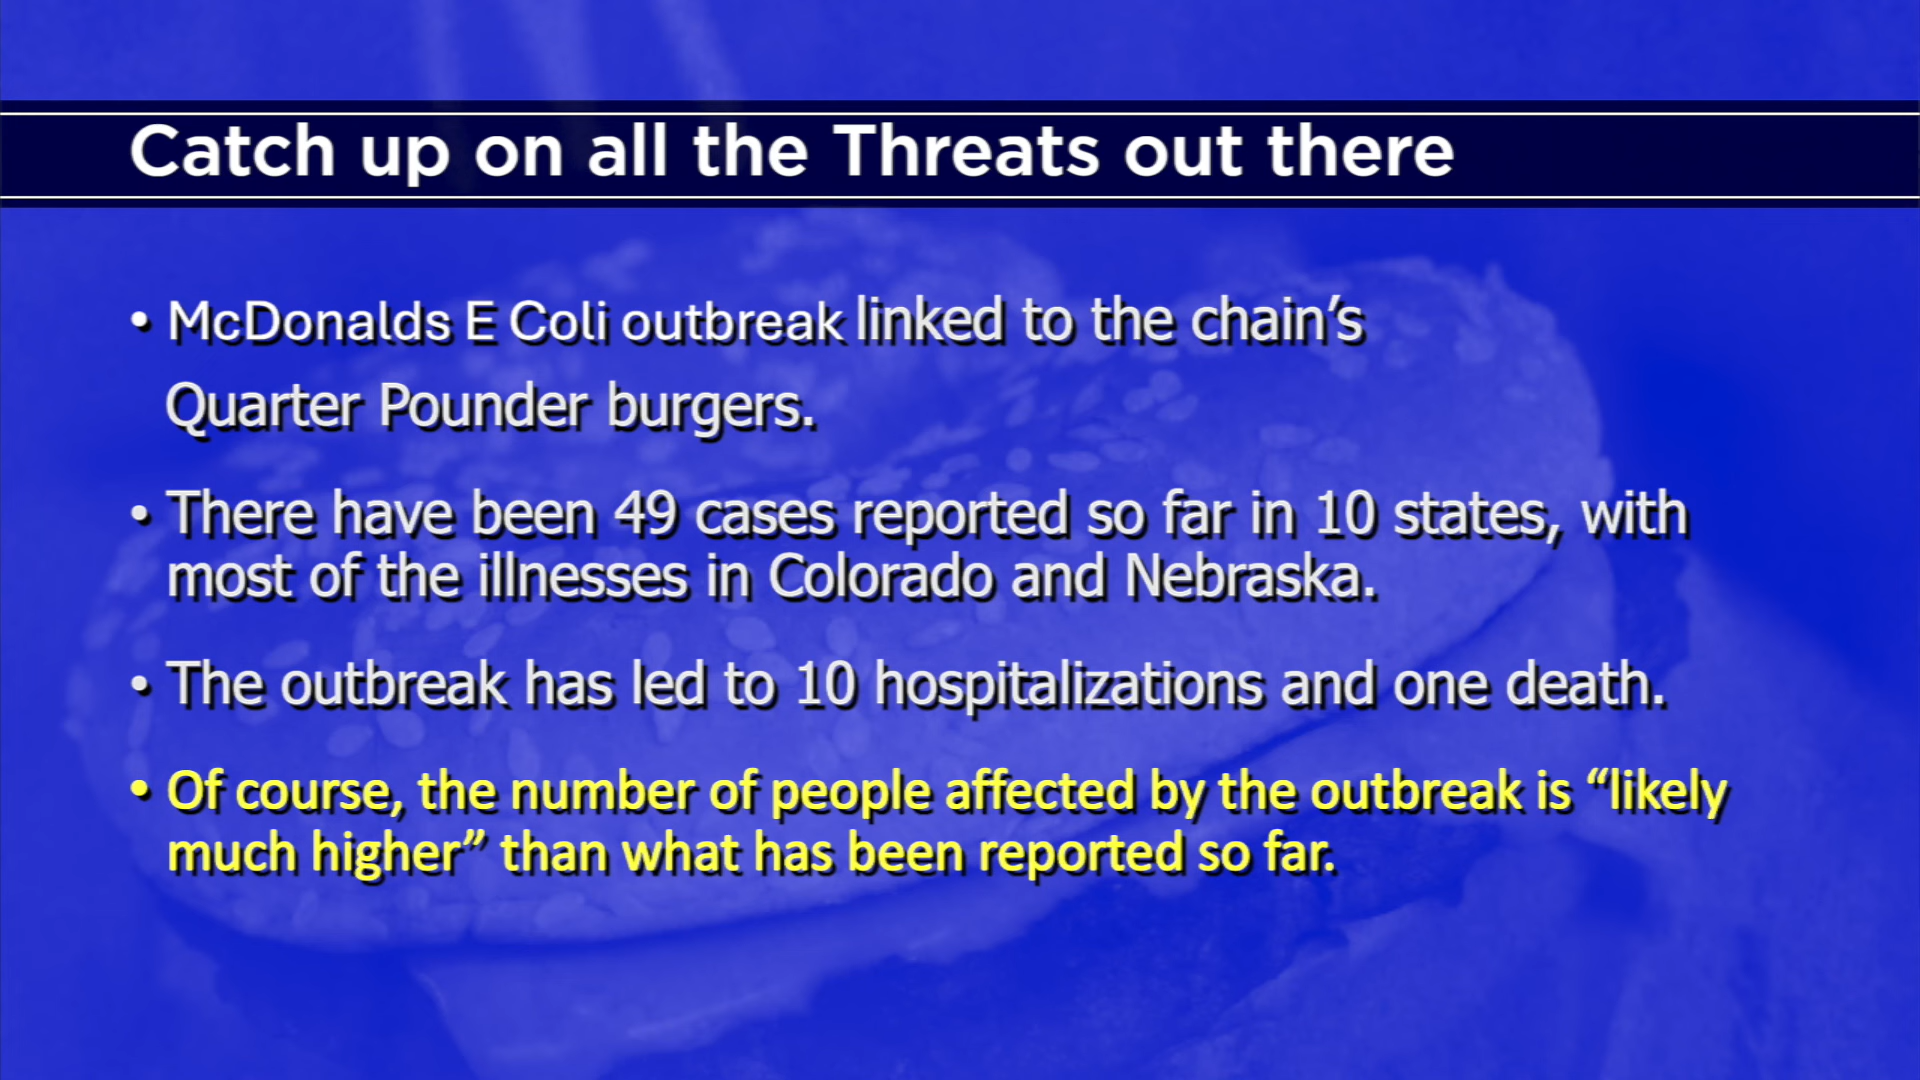 Catch up on all the Threats out there
• McDonalds E Coli outbreak linked to the chain’s
Quarter Pounder burgers.
• There have been 49 cases reported so far in 10 states, with
most of the illnesses in Colorado and Nebraska.
• The outbreak has led to 10 hospitalizations and one death.
• Of course, the number of people affected by the outbreak is “likely
much higher” than what has been reported so far.